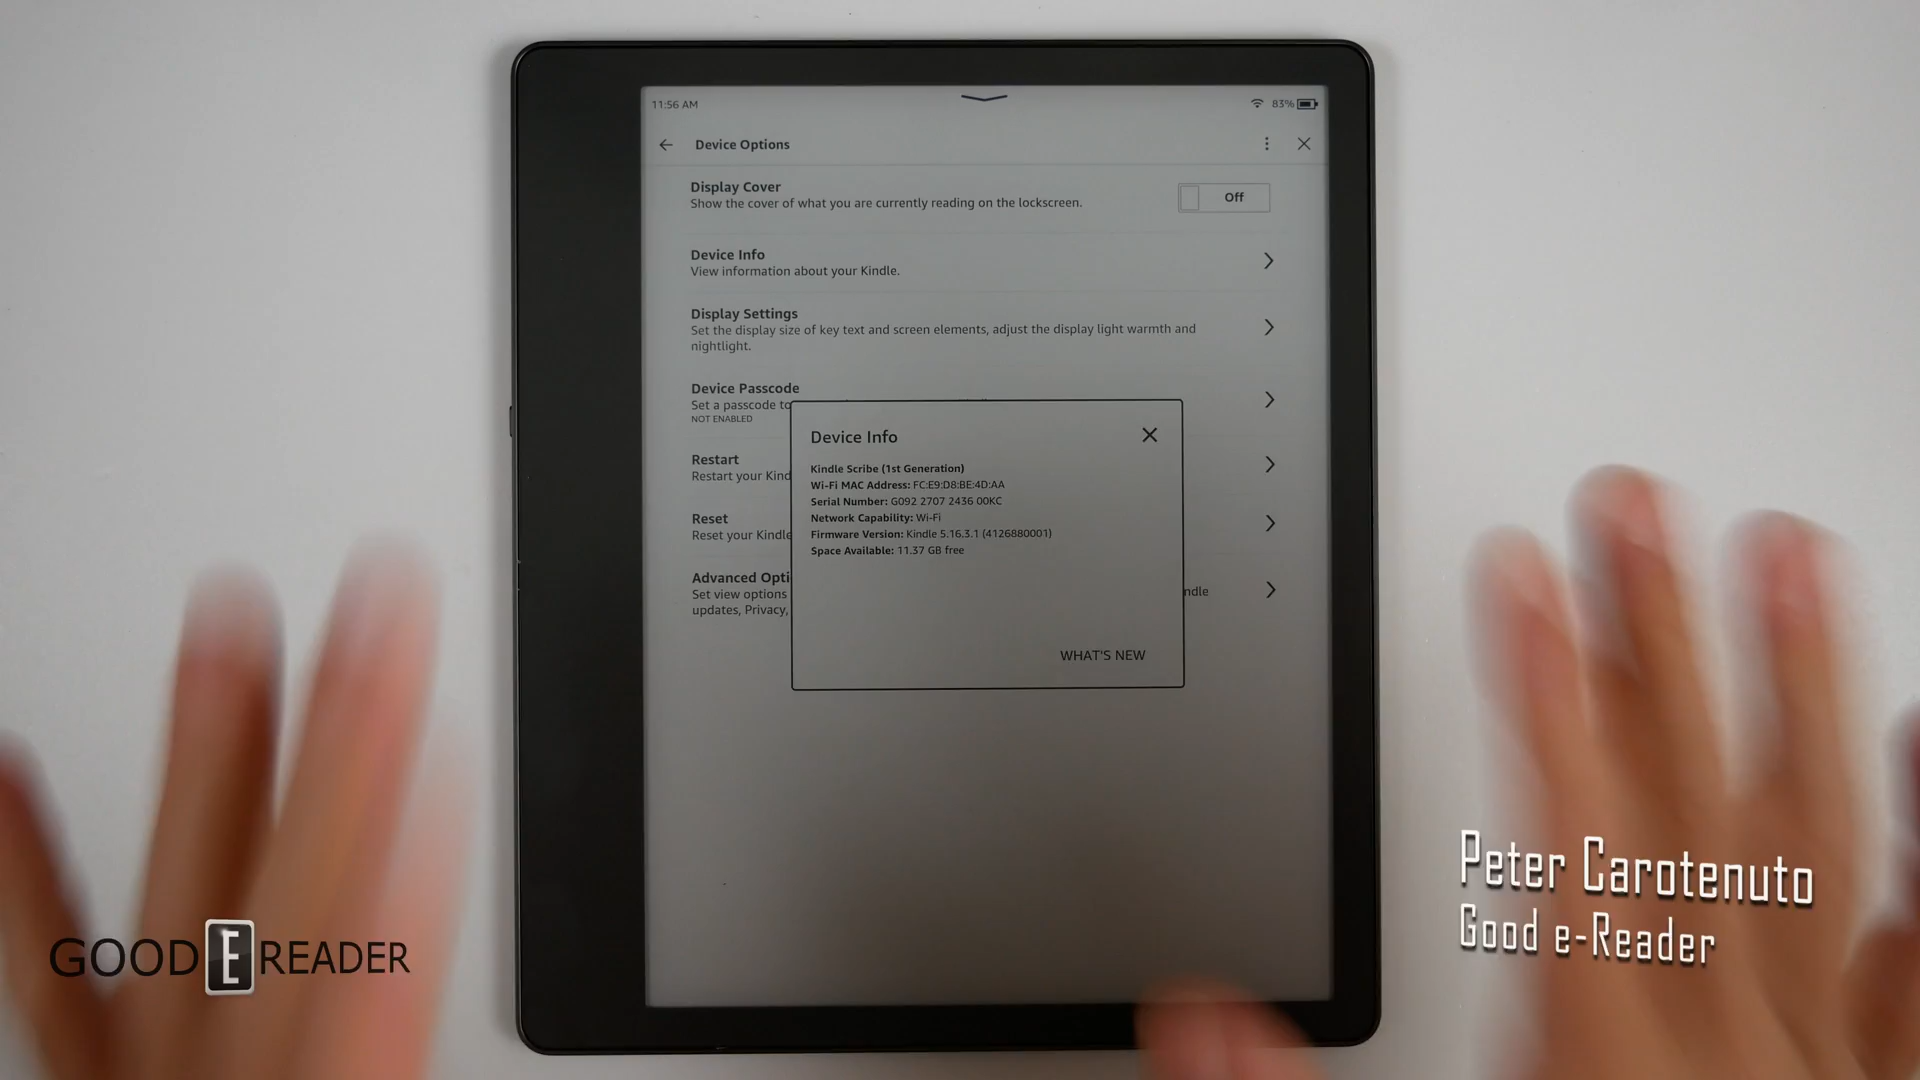 11:56 AM
83%
Device Options
Display Cover
Show the cover of what you are currently reading on the lockscreen.
Off
Device Info
View information about your Kindle.
Display Settings
Set the display size of key text and screen elements, adjust the display light warmth and
nightlight.
Device Passcode
Set a passcode to
NOT ENABLED
Restart
Restart your Kind
Reset
Reset your Kindle
Advanced Opti
Set view options
ndle
updates, Privacy,
Device Info
Kindle Scribe (1st Generation)
Wi-Fi MAC Address: FC:E9:D8:BE:4D:AA
Serial Number: G092 2707 2436 00KC
Network Capability: Wi-Fi
Firmware Version: Kindle 5.16.3.1 (4126880001)
Space Available: 11.37 GB free
WHAT'S NEW
Peter Carotenuto
Good e-Reader
GOOD E READER